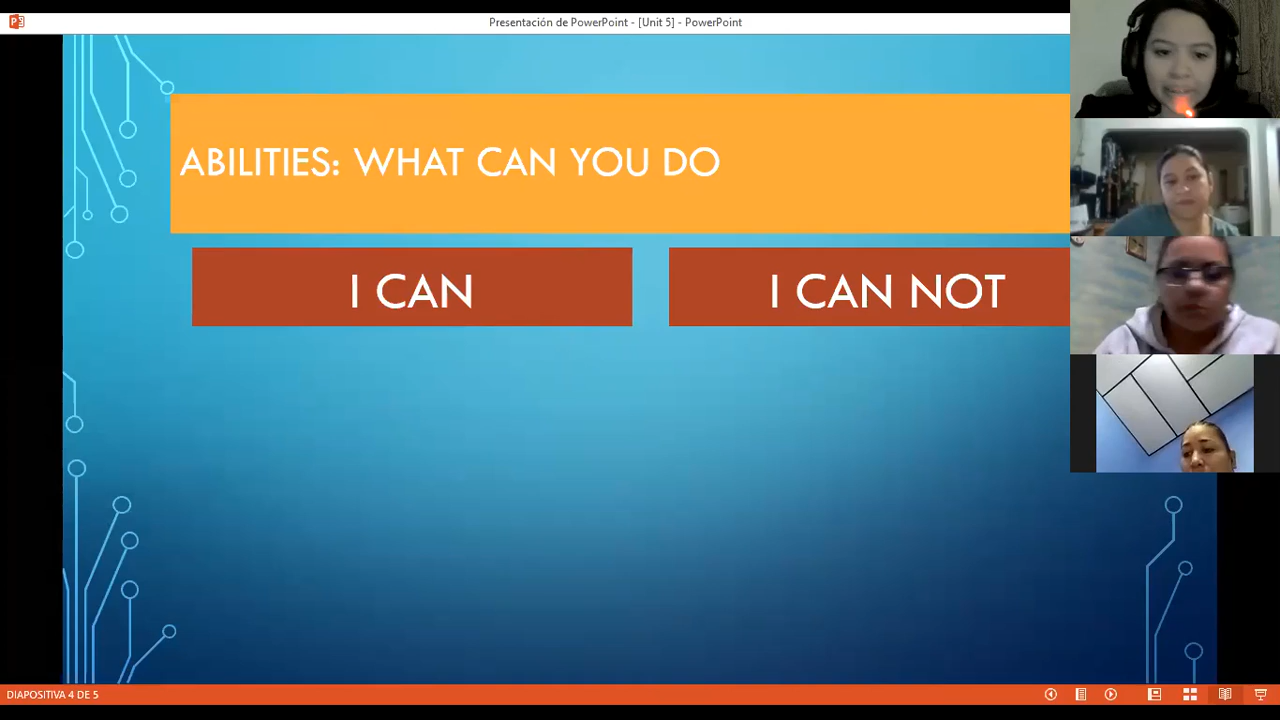 Presentación de PowerPoint - [Unit 5] - PowerPoint
ABILITIES: WHAT CAN YOU DO
I CAN
I CAN NOT
DIAPOSITIVA 4 DE 5